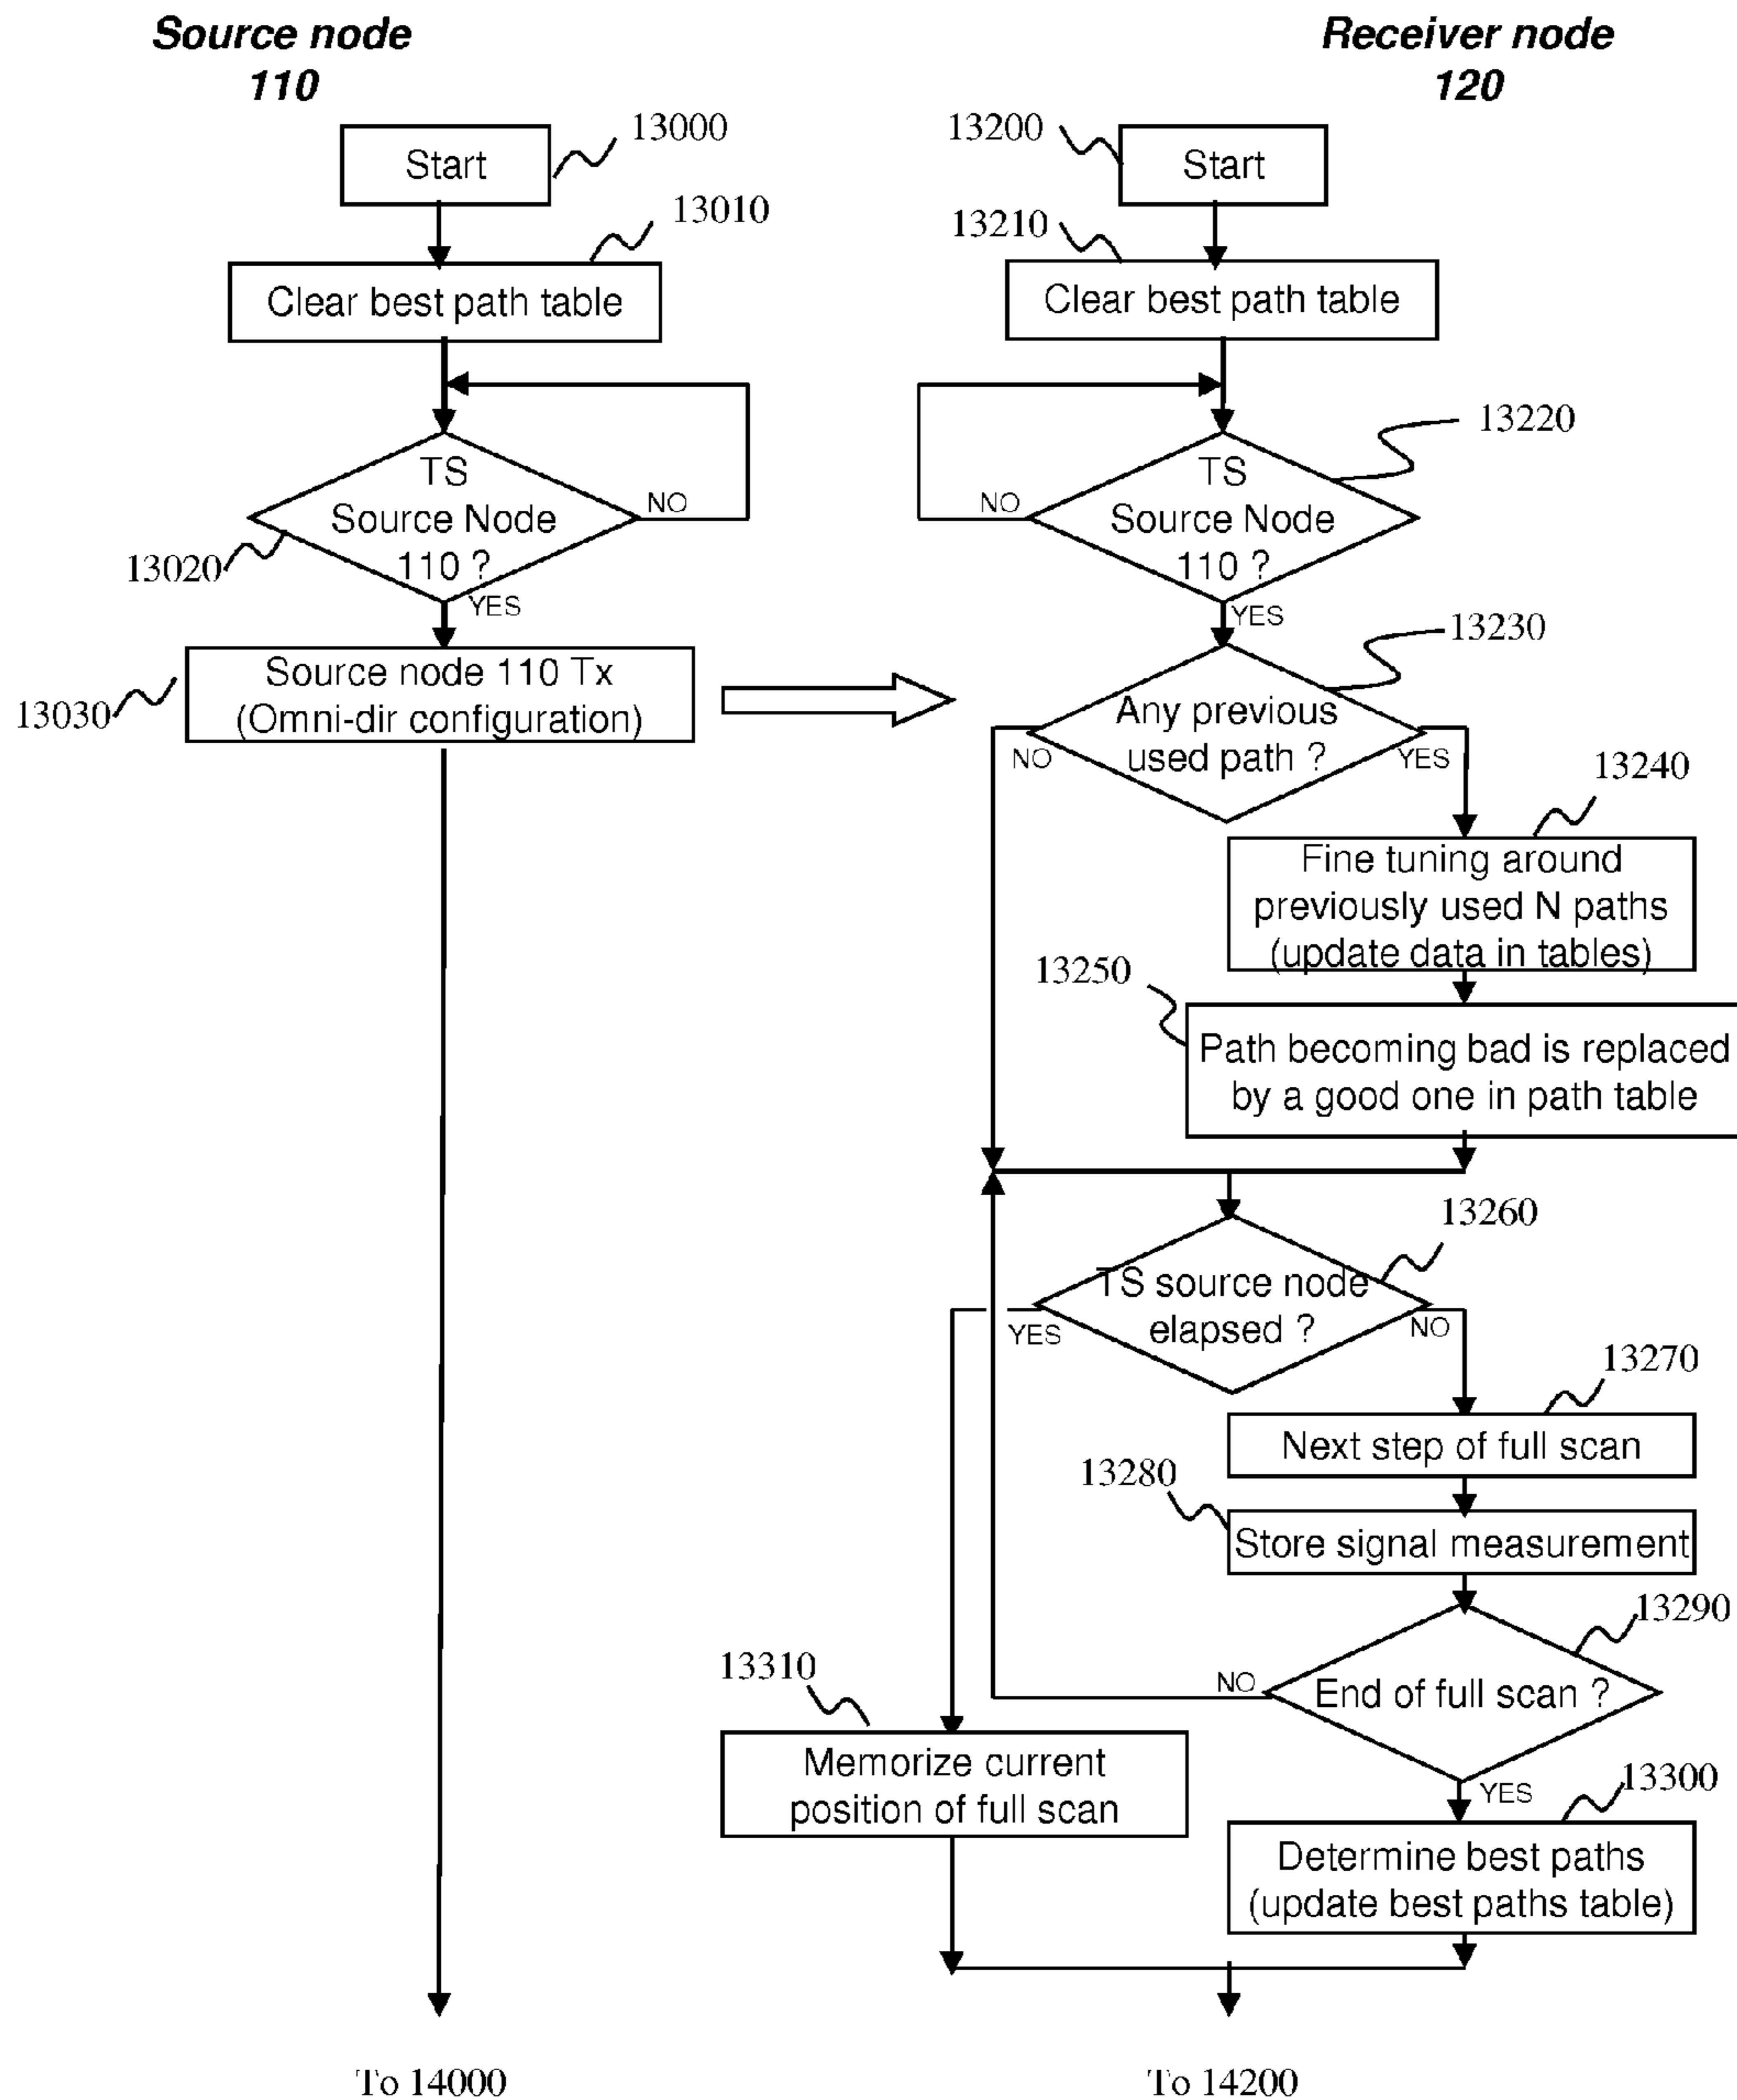 Source node
110
Receiver node
120
13000
Start
13010
Clear best path table
TS
Source Node
110 ?
NO
13020
YES
Source node 110 Tx
(Omni-dir configuration)
13030
13200
Start
13210
Clear best path table
13220
TS
Source Node
110 ?
NO
YES
13230
Any previous
used path ?
NO
YES
13240
Fine tuning around
previously used N paths
(update data in tables)
13250
Path becoming bad is replaced
by a good one in path table
13260
TS source node
elapsed ?
YES
NO
13270
Next step of full scan
13280
Store signal measurement
13290
End of full scan ?
NO
YES
13310
Memorize current
position of full scan
13300
Determine best paths
(update best paths table)
To 14000
To 14200